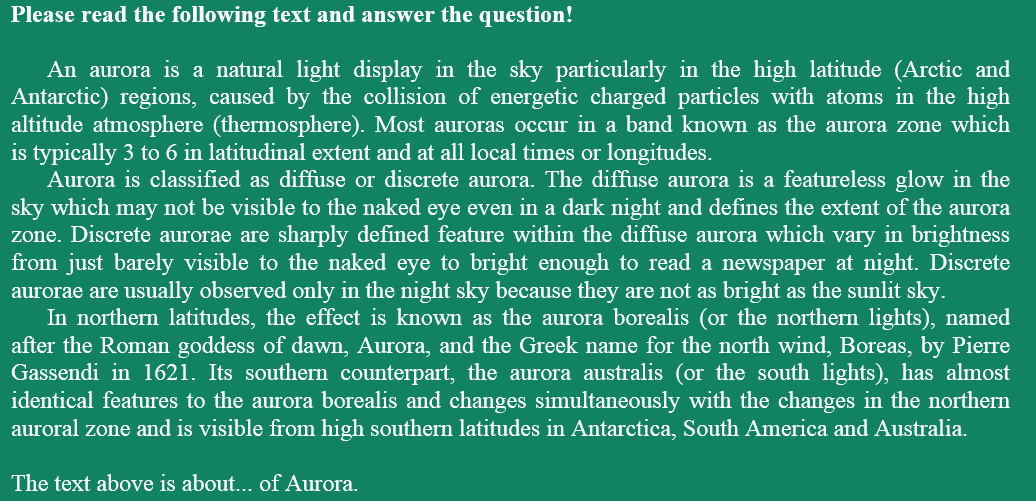 Please read the following text and answer the question!
An aurora is a natural light display in the sky particularly in the high latitude (Arctic and
Antarctic) regions, caused by the collision of energetic charged particles with atoms in the high
altitude atmosphere (thermosphere). Most auroras occur in a band known as the aurora zone which
is typically 3 to 6 in latitudinal extent and at all local times or longitudes.
Aurora is classified as diffuse or discrete aurora. The diffuse aurora is a featureless glow in the
sky which may not be visible to the naked eye even in a dark night and defines the extent of the aurora
zone. Discrete aurorae are sharply defined feature within the diffuse aurora which vary in brightness
from just barely visible to the naked eye to bright enough to read a newspaper at night. Discrete
aurorae are usually observed only in the night sky because they are not as bright as the sunlit sky.
In northern latitudes, the effect is known as the aurora borealis (or the northern lights), named
after the Roman goddess of dawn, Aurora, and the Greek name for the north wind, Boreas, by Pierre
Gassendi in 1621. Its southern counterpart, the aurora australis (or the south lights), has almost
identical features to the aurora borealis and changes simultaneously with the changes in the northern
auroral zone and is visible from high southern latitudes in Antarctica, South America and Australia.
The text above is about... of Aurora.